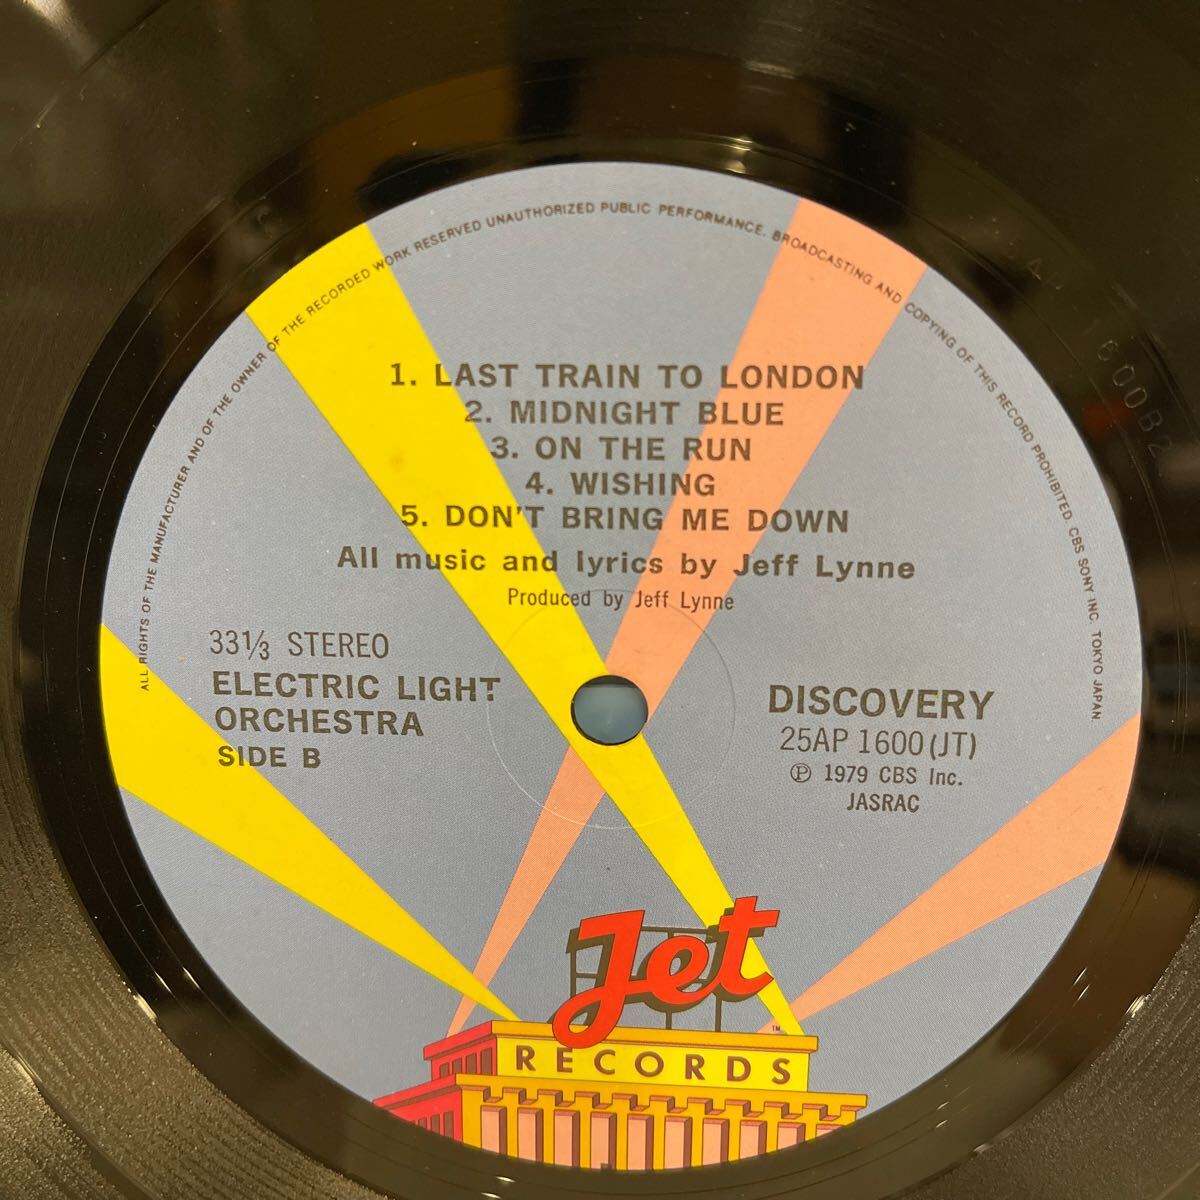 ALL RIGHTS OF THE MANUFACTURER AND OF THE OWNER OF THE RECORDED WORK RESERVED UNAUTHORIZED PUBLIC PERFORMANCE. BROADCASTING AND COPYING OF THIS RECORD PROHIBITED. CBS SONY INC. TOKYO JAPAN.
1. LAST TRAIN TO LONDON
2. MIDNIGHT BLUE
3. ON THE RUN
4. WISHING
5. DON'T BRING ME DOWN
All music and lyrics by Jeff Lynne
Produced by Jeff Lynne
33⅓ STEREO
ELECTRIC LIGHT
ORCHESTRA
SIDE B
DISCOVERY
25AP 1600(JT)
℗ 1979 CBS Inc.
JASRAC
Jet
TM
RECORDS